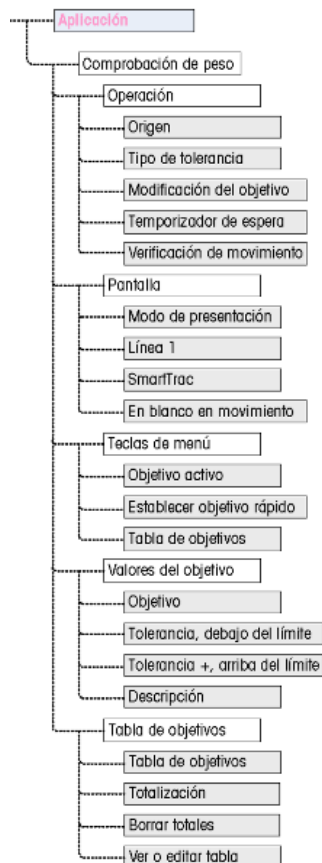 Aplicación
Comprobación de peso
Operación
Origen
Tipo de tolerancia
Modificación del objetivo
Temporizador de espera
Verificación de movimiento
Pantalla
Modo de presentación
Línea 1
SmartTrac
En blanco en movimiento
Teclas de menú
Objetivo activo
Establecer objetivo rápido
Tabla de objetivos
Valores del objetivo
Objetivo
Tolerancia, debajo del límite
Tolerancia +, arriba del límite
Descripción
Tabla de objetivos
Tabla de objetivos
Totalización
Borrar totales
Ver o editar tabla